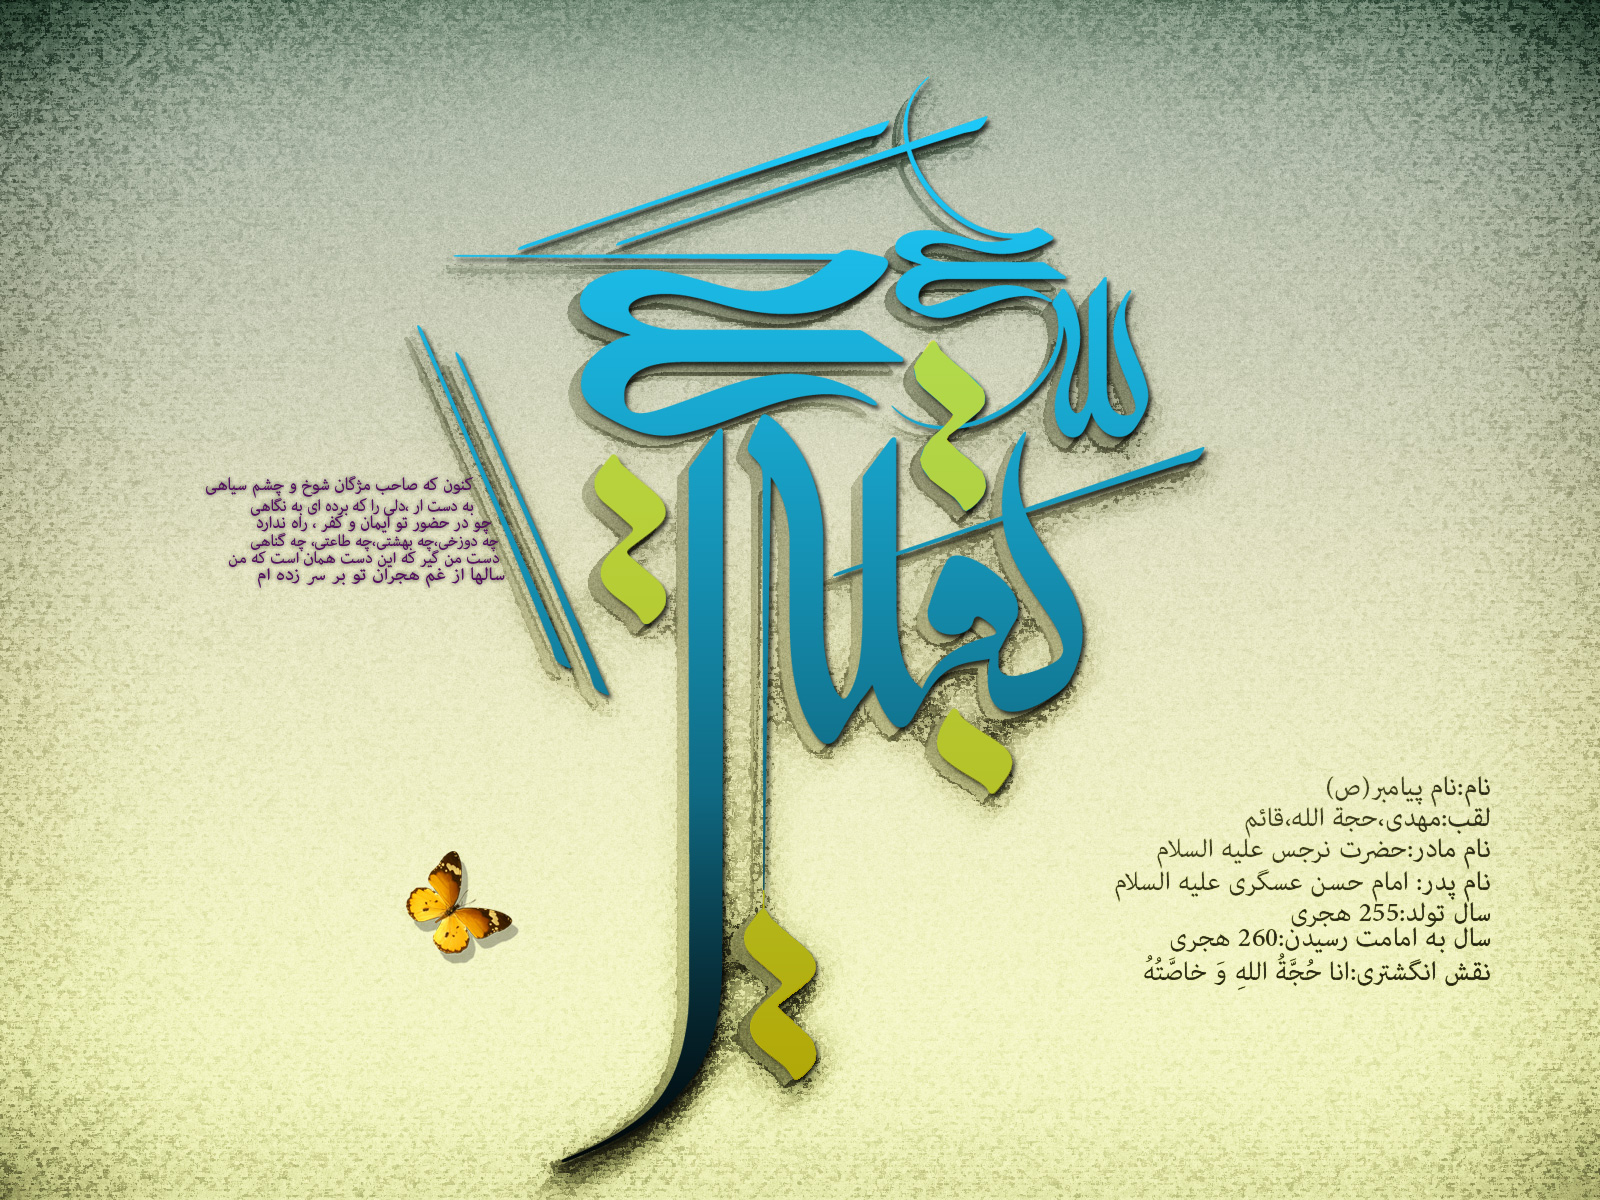 کنون که صاحب مژگان شوخ و چشم سیاهی
به دست ار ،دلی را که برده ای به نگاهی
چو در حضور تو ایمان و کفر ، راه ندارد
چه دوزخی،چه بهشتی،چه طاعتی، چه گناهی
دست من گیر که این دست همان است که من
سالها از غم هجران تو بر سر زده ام
نام:نام پیامبر(ص)
لقب:مهدی،حجة الله،قائم
نام مادر:حضرت نرجس علیه السلام
نام پدر: امام حسن عسگری علیه السلام
سال تولد:255 هجری
سال به امامت رسیدن:260 هجری
نقش انگشتری:انا حُجَّةُ اللهِ وَ خاصَّتُهُ